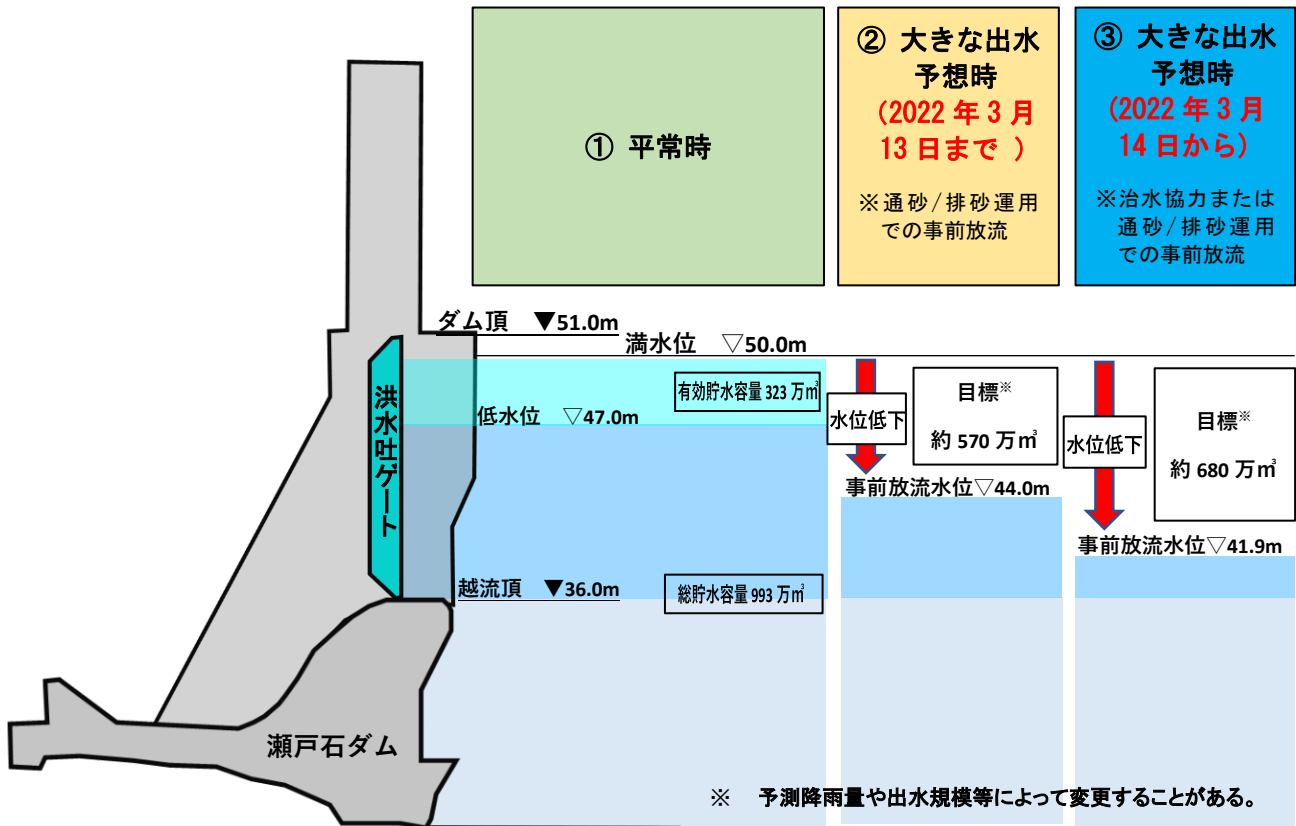 ① 平常時
② 大きな出水
予想時
(2022 年 3 月
13 日まで )
※通砂/排砂運用
での事前放流
③ 大きな出水
予想時
(2022 年 3 月
14 日から)
※治水協力または
通砂/排砂運用
での事前放流
ダム頂 ▼51.0m
満水位 ▽50.0m
有効貯水容量 323 万㎥
低水位 ▽47.0m
洪水吐ゲート
水位低下
目標※
約 570 万㎥
事前放流水位▽44.0m
水位低下
目標※
約 680 万㎥
事前放流水位▽41.9m
越流頂 ▼36.0m
総貯水容量 993 万㎥
瀬戸石ダム
※ 予測降雨量や出水規模等によって変更することがある。